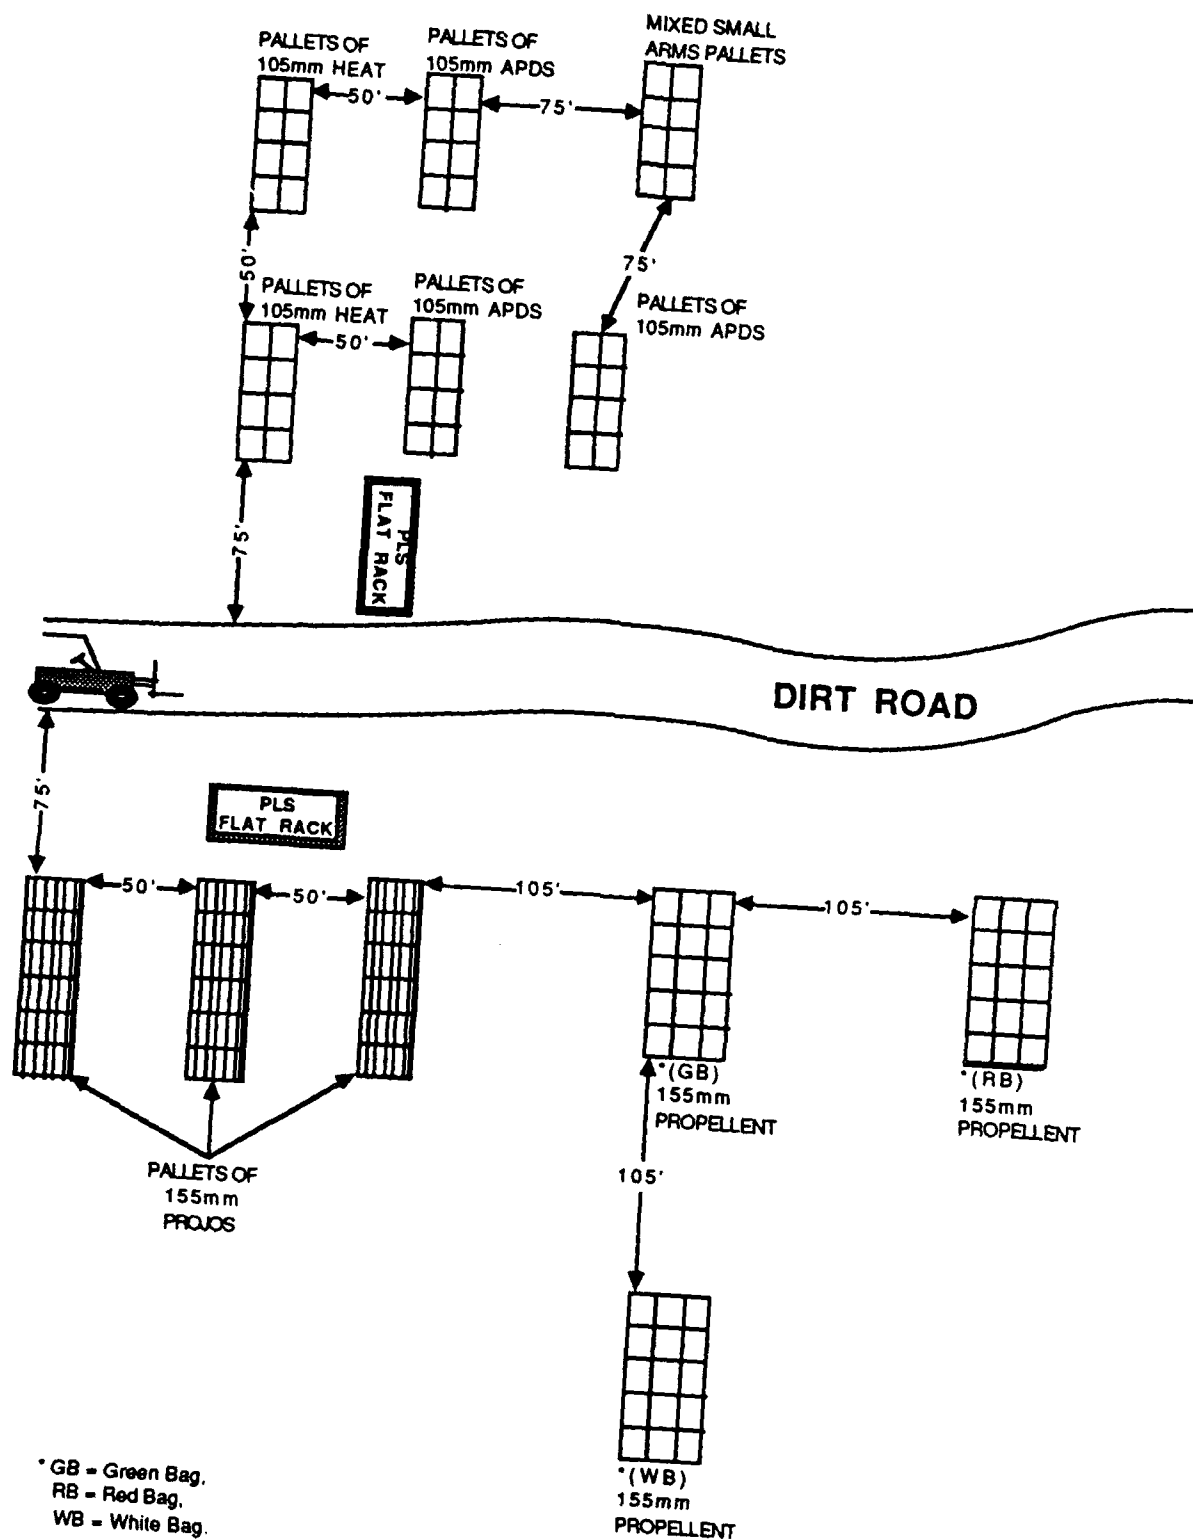 PALLETS OF
105mm HEAT
PALLETS OF
105mm APDS
MIXED SMALL
ARMS PALLETS
50'
75'
50'
75'
PALLETS OF
105mm HEAT
PALLETS OF
105mm APDS
PALLETS OF
105mm APDS
50'
75'
PLS
FLAT RACK
DIRT ROAD
75'
PLS
FLAT RACK
50'
50'
105'
105'
*(GB)
155mm
PROPELLENT
*(RB)
155mm
PROPELLENT
105'
PALLETS OF
155mm
PROJOS
*(WB)
155mm
PROPELLENT
* GB = Green Bag,
RB = Red Bag,
WB = White Bag.